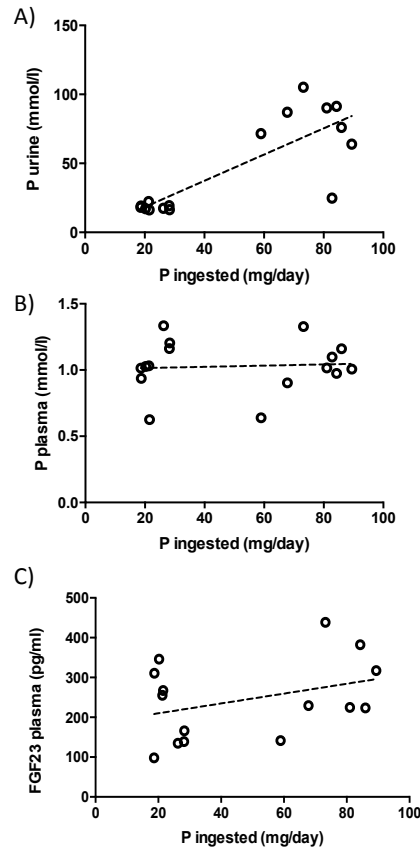 A)
150
100
50
0
P urine (mmol/l)
0 20 40 60 80 100
P ingested (mg/day)
B)
1.5
1.0
0.5
0.0
P plasma (mmol/l)
0 20 40 60 80 100
P ingested (mg/day)
C)
500
400
300
200
100
0
FGF23 plasma (pg/ml)
0 20 40 60 80 100
P ingested (mg/day)